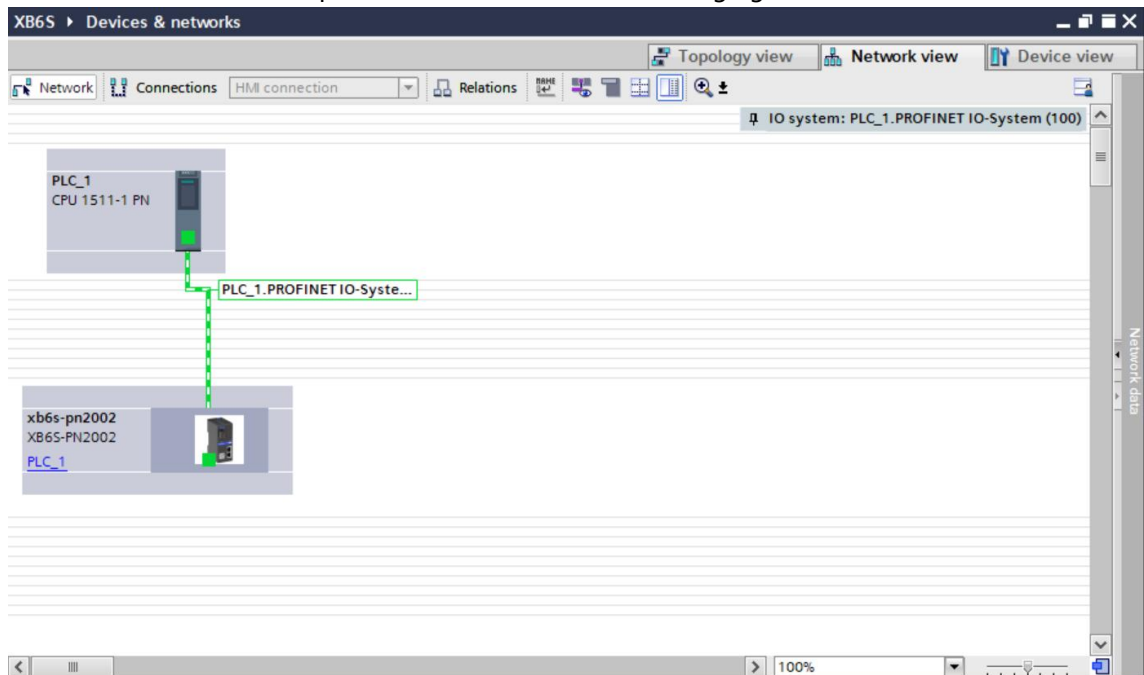 XB6S ▸ Devices & networks
Topology view
Network view
Device view
Network
Connections
HMI connection
Relations
IO system: PLC_1.PROFINET IO-System (100)
PLC_1
CPU 1511-1 PN
PLC_1.PROFINET IO-Syste...
Network data
xb6s-pn2002
XB6S-PN2002
PLC_1
100%